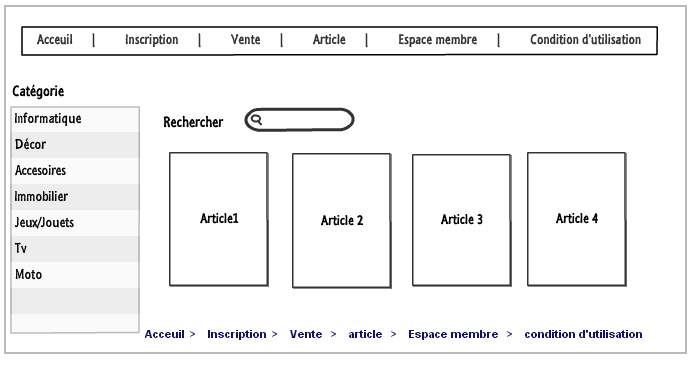 Acceuil | Inscription | Vente | Article | Espace membre | Condition d'utilisation
Catégorie
Informatique
Décor
Accesoires
Immobilier
Jeux/Jouets
Tv
Moto
Rechercher
Article1 Article 2 Article 3 Article 4
Acceuil > Inscription > Vente > article > Espace membre > condition d'utilisation